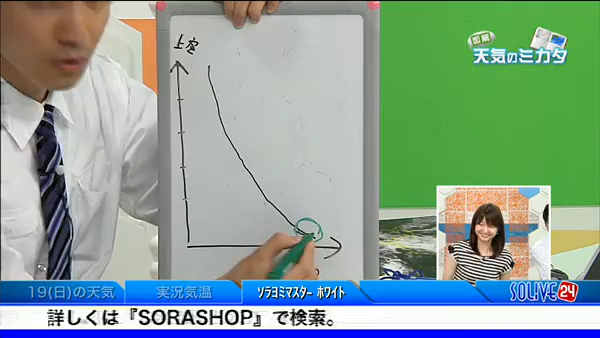 上空
図解
天気のミカタ
19(日)の天気
実況気温
ソラヨミマスター ホワイト
SOLiVE24
詳しくは『SORASHOP』で検索。